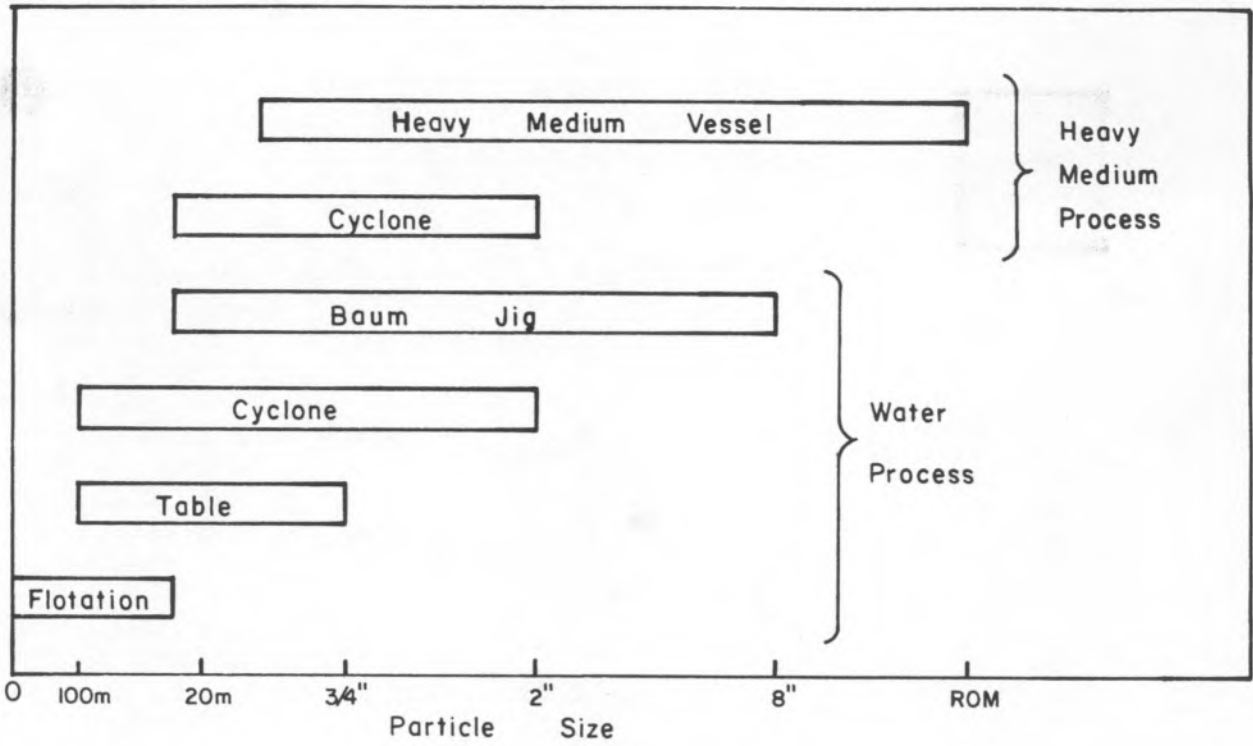 Heavy Medium Vessel
Cyclone
Heavy
Medium
Process
Baum Jig
Cyclone
Water
Process
Table
Flotation
0 100m 20m 3/4" 2" 8" ROM
Particle Size